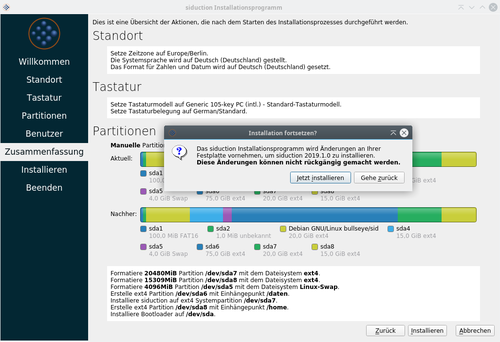 siduction Installationsprogramm
Willkommen
Standort
Tastatur
Partitionen
Benutzer
Zusammenfassung
Installieren
Beenden
Dies ist eine Übersicht der Aktionen, die nach dem Starten des Installationsprozesses durchgeführt werden.
Standort
Setze Zeitzone auf Europe/Berlin.
Die Systemsprache wird auf Deutsch (Deutschland) gestellt.
Das Format für Zahlen und Datum wird auf Deutsch (Deutschland) gesetzt.
Tastatur
Setze Tastaturmodell auf Generic 105-key PC (intl.) - Standard-Tastaturmodell.
Setze Tastaturbelegung auf German/Standard.
Partitionen
Manuelle Partitio
Aktuell:
sda1
100,
sda5
4,0 GiB Swap
75,0 GiB ext4
20,0 GiB ext4
15,0 GiB ext4
Installation fortsetzen?
Das siduction Installationsprogramm wird Änderungen an Ihrer
Festplatte vornehmen, um siduction 2019.1.0 zu installieren.
Diese Änderungen können nicht rückgängig gemacht werden.
Jetzt installieren
Gehe zurück
Nachher:
sda1
100,0 MiB FAT16
sda2
1,0 MiB unbekannt
Debian GNU/Linux bullseye/sid
20,0 GiB ext4
sda4
15,0 GiB ext4
sda5
4,0 GiB Swap
sda6
75,0 GiB ext4
sda7
20,0 GiB ext4
sda8
15,0 GiB ext4
Formatiere 20480MiB Partition /dev/sda7 mit dem Dateisystem ext4.
Formatiere 15309MiB Partition /dev/sda8 mit dem Dateisystem ext4.
Formatiere 4096MiB Partition /dev/sda5 mit dem Dateisystem Linux-Swap.
Erstelle ext4 Partition /dev/sda6 mit Einhängepunkt /daten.
Installiere siduction auf ext4 Systempartition /dev/sda7.
Erstelle ext4 Partition /dev/sda8 mit Einhängepunkt /home.
Installiere Bootloader auf /dev/sda.
Zurück
Installieren
Abbrechen